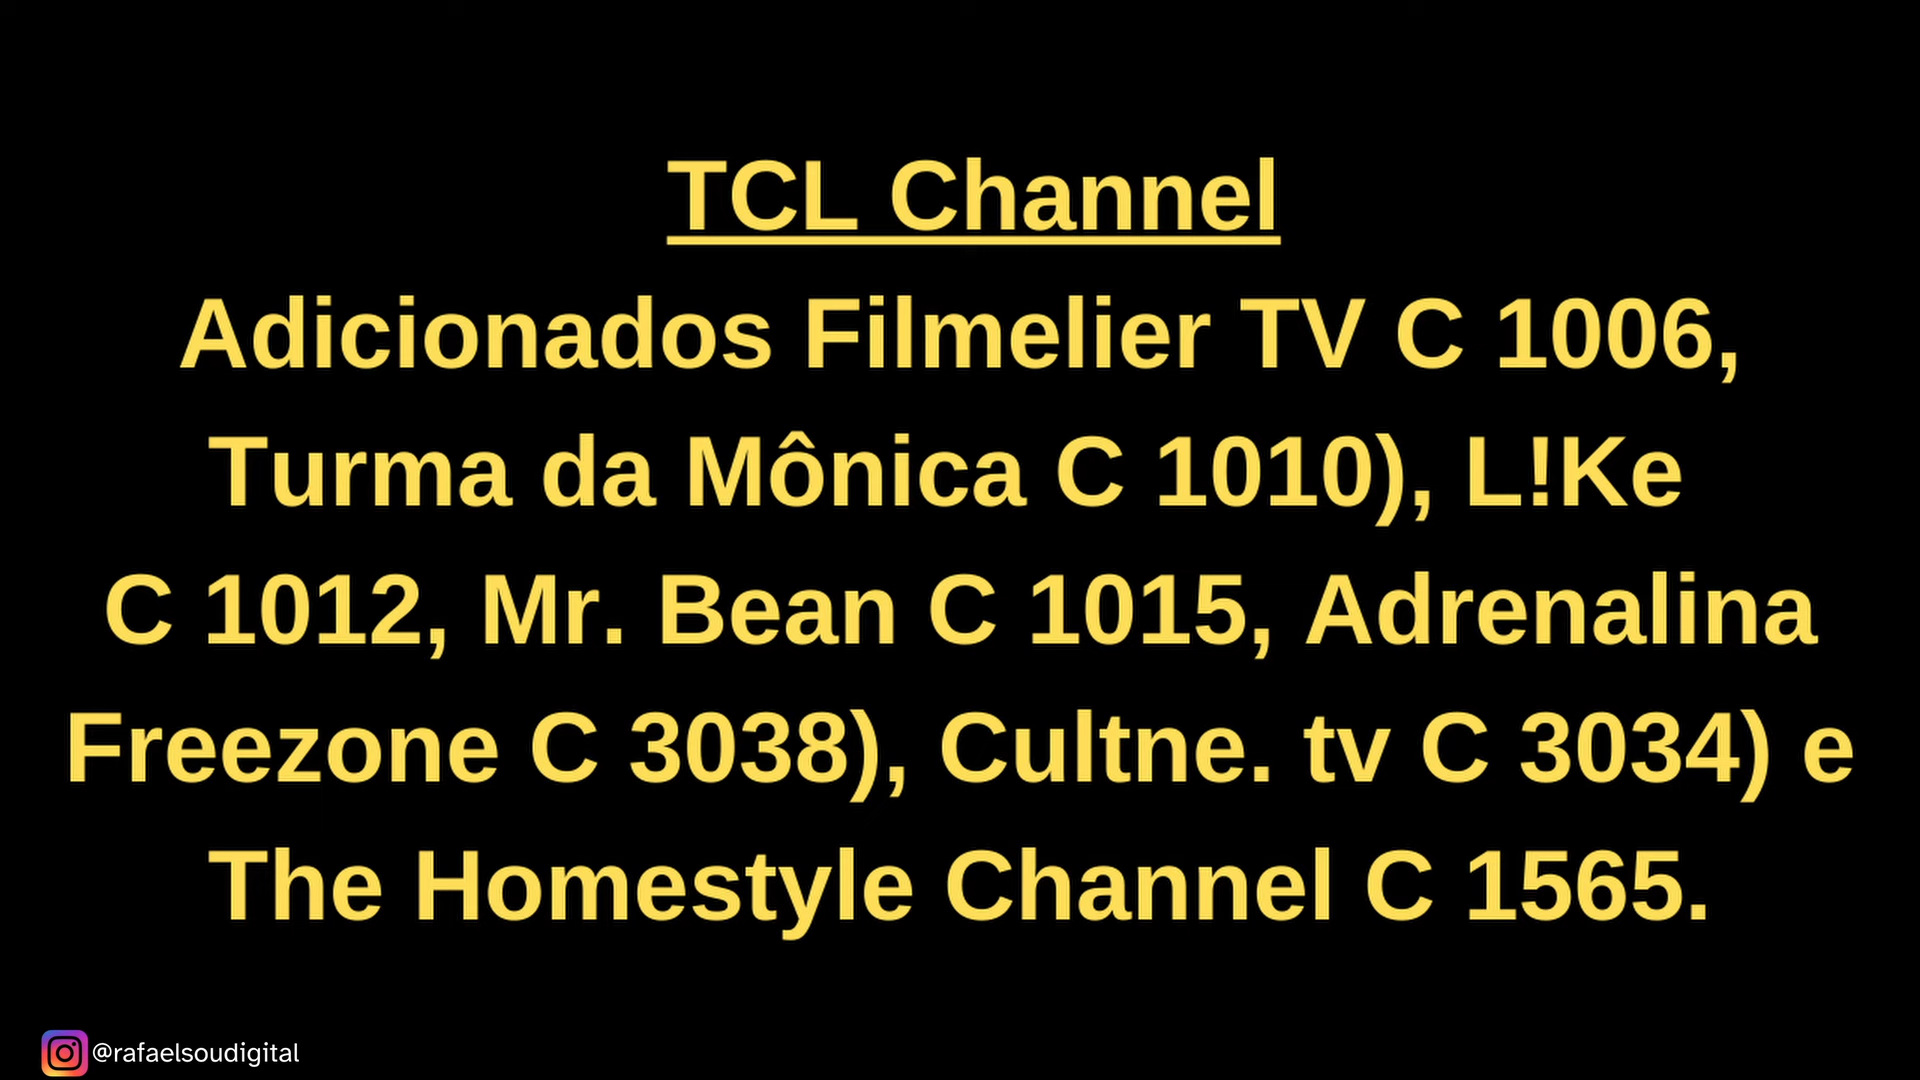 TCL Channel
Adicionados Filmelier TV C 1006,
Turma da Mônica C 1010), L!Ke
C 1012, Mr. Bean C 1015, Adrenalina
Freezone C 3038), Cultne. tv C 3034) e
The Homestyle Channel C 1565.
@rafaelsoudigital